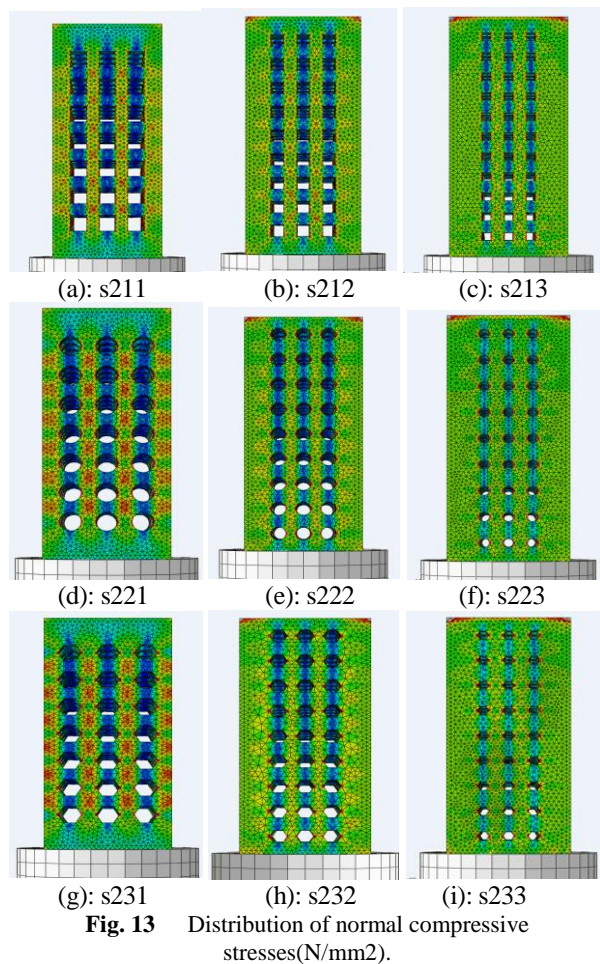 (a): s211 (b): s212 (c): s213
(d): s221 (e): s222 (f): s223
(g): s231 (h): s232 (i): s233
Fig. 13 Distribution of normal compressive
stresses(N/mm2).